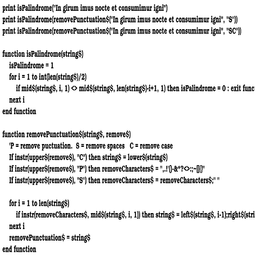 print isPalindrome("In girum imus nocte et consumimur igni")
print isPalindrome(removePunctuation$("In girum imus nocte et consumimur igni", "S"))
print isPalindrome(removePunctuation$("In girum imus nocte et consumimur igni", "SC"))
function isPalindrome(string$)
isPalindrome = 1
for i = 1 to int(len(string$)/2)
if mid$(string$, i, 1) <> mid$(string$, len(string$)-i+1, 1) then isPalindrome = 0 : exit func
next i
end function
function removePunctuation$(string$, remove$)
'P = remove puctuation. S = remove spaces C = remove case
If instr(upper$(remove$), "C") then string$ = lower$(string$)
If instr(upper$(remove$), "P") then removeCharacters$ =
If instr(upper$(remove$), "S") then removeCharacters$ = removeCharacters$;" "
for i = 1 to len(string$)
if instr(removeCharacters$, mid$(string$, i, 1)) then string$ = left$(string$, i-1);right$(stri
next i
removePunctuation$ = string$
end function